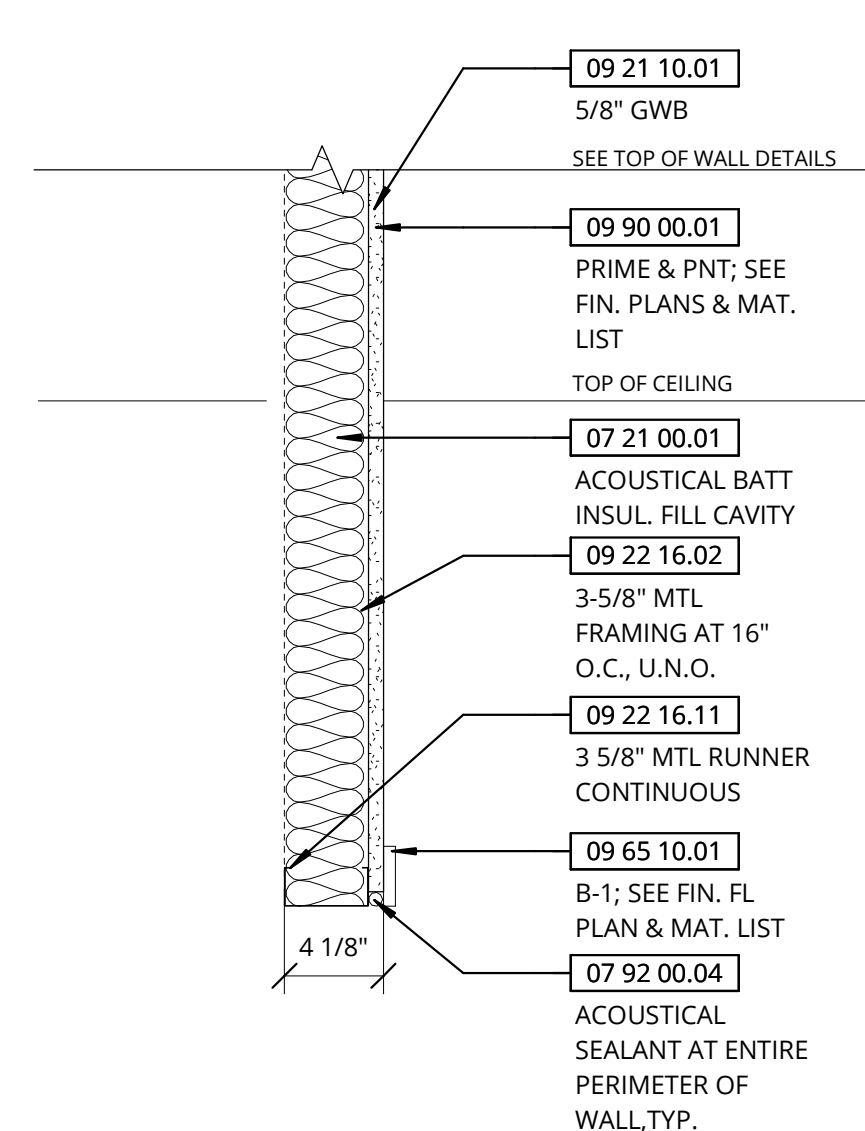 09 21 10.01
5/8" GWB
SEE TOP OF WALL DETAILS
09 90 00.01
PRIME & PNT; SEE
FIN. PLANS & MAT.
LIST
TOP OF CEILING
07 21 00.01
ACOUSTICAL BATT
INSUL. FILL CAVITY
09 22 16.02
3-5/8" MTL
FRAMING AT 16"
O.C., U.N.O.
09 22 16.11
3 5/8" MTL RUNNER
CONTINUOUS
09 65 10.01
B-1; SEE FIN. FL
PLAN & MAT. LIST
4 1/8"
07 92 00.04
ACOUSTICAL
SEALANT AT ENTIRE
PERIMETER OF
WALL,TYP.